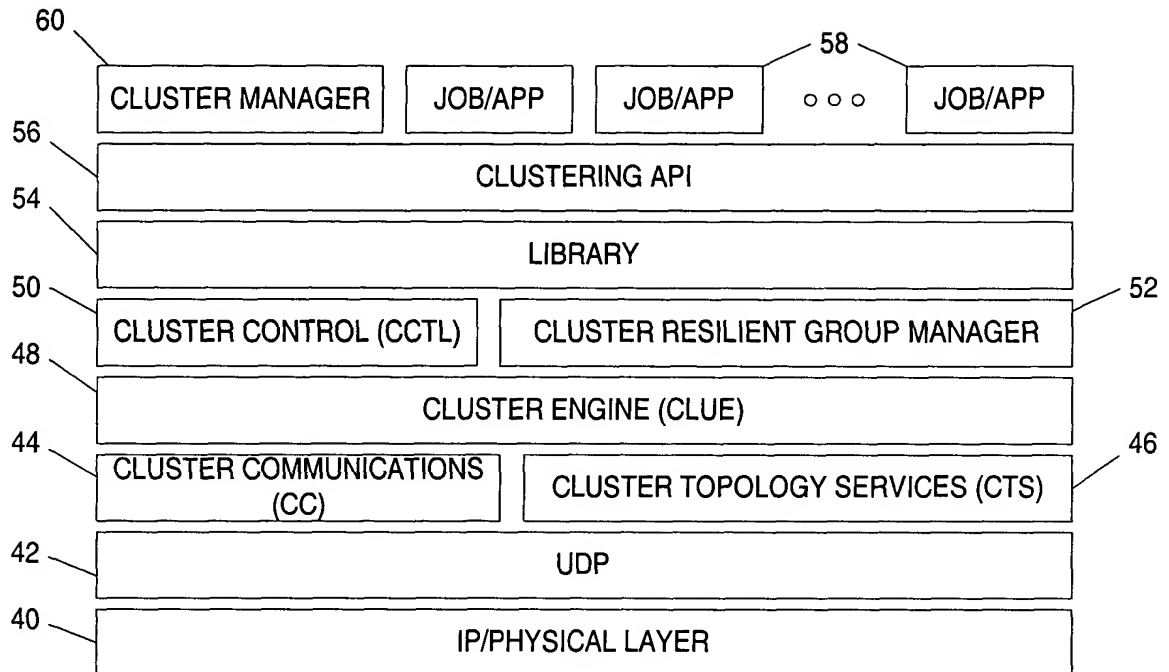 60
58
CLUSTER MANAGER JOB/APP JOB/APP JOB/APP
56
CLUSTERING API
54
LIBRARY
50
52
CLUSTER CONTROL (CCTL) CLUSTER RESILIENT GROUP MANAGER
48
CLUSTER ENGINE (CLUE)
44
46
CLUSTER COMMUNICATIONS
(CC)
CLUSTER TOPOLOGY SERVICES (CTS)
42
UDP
40
IP/PHYSICAL LAYER